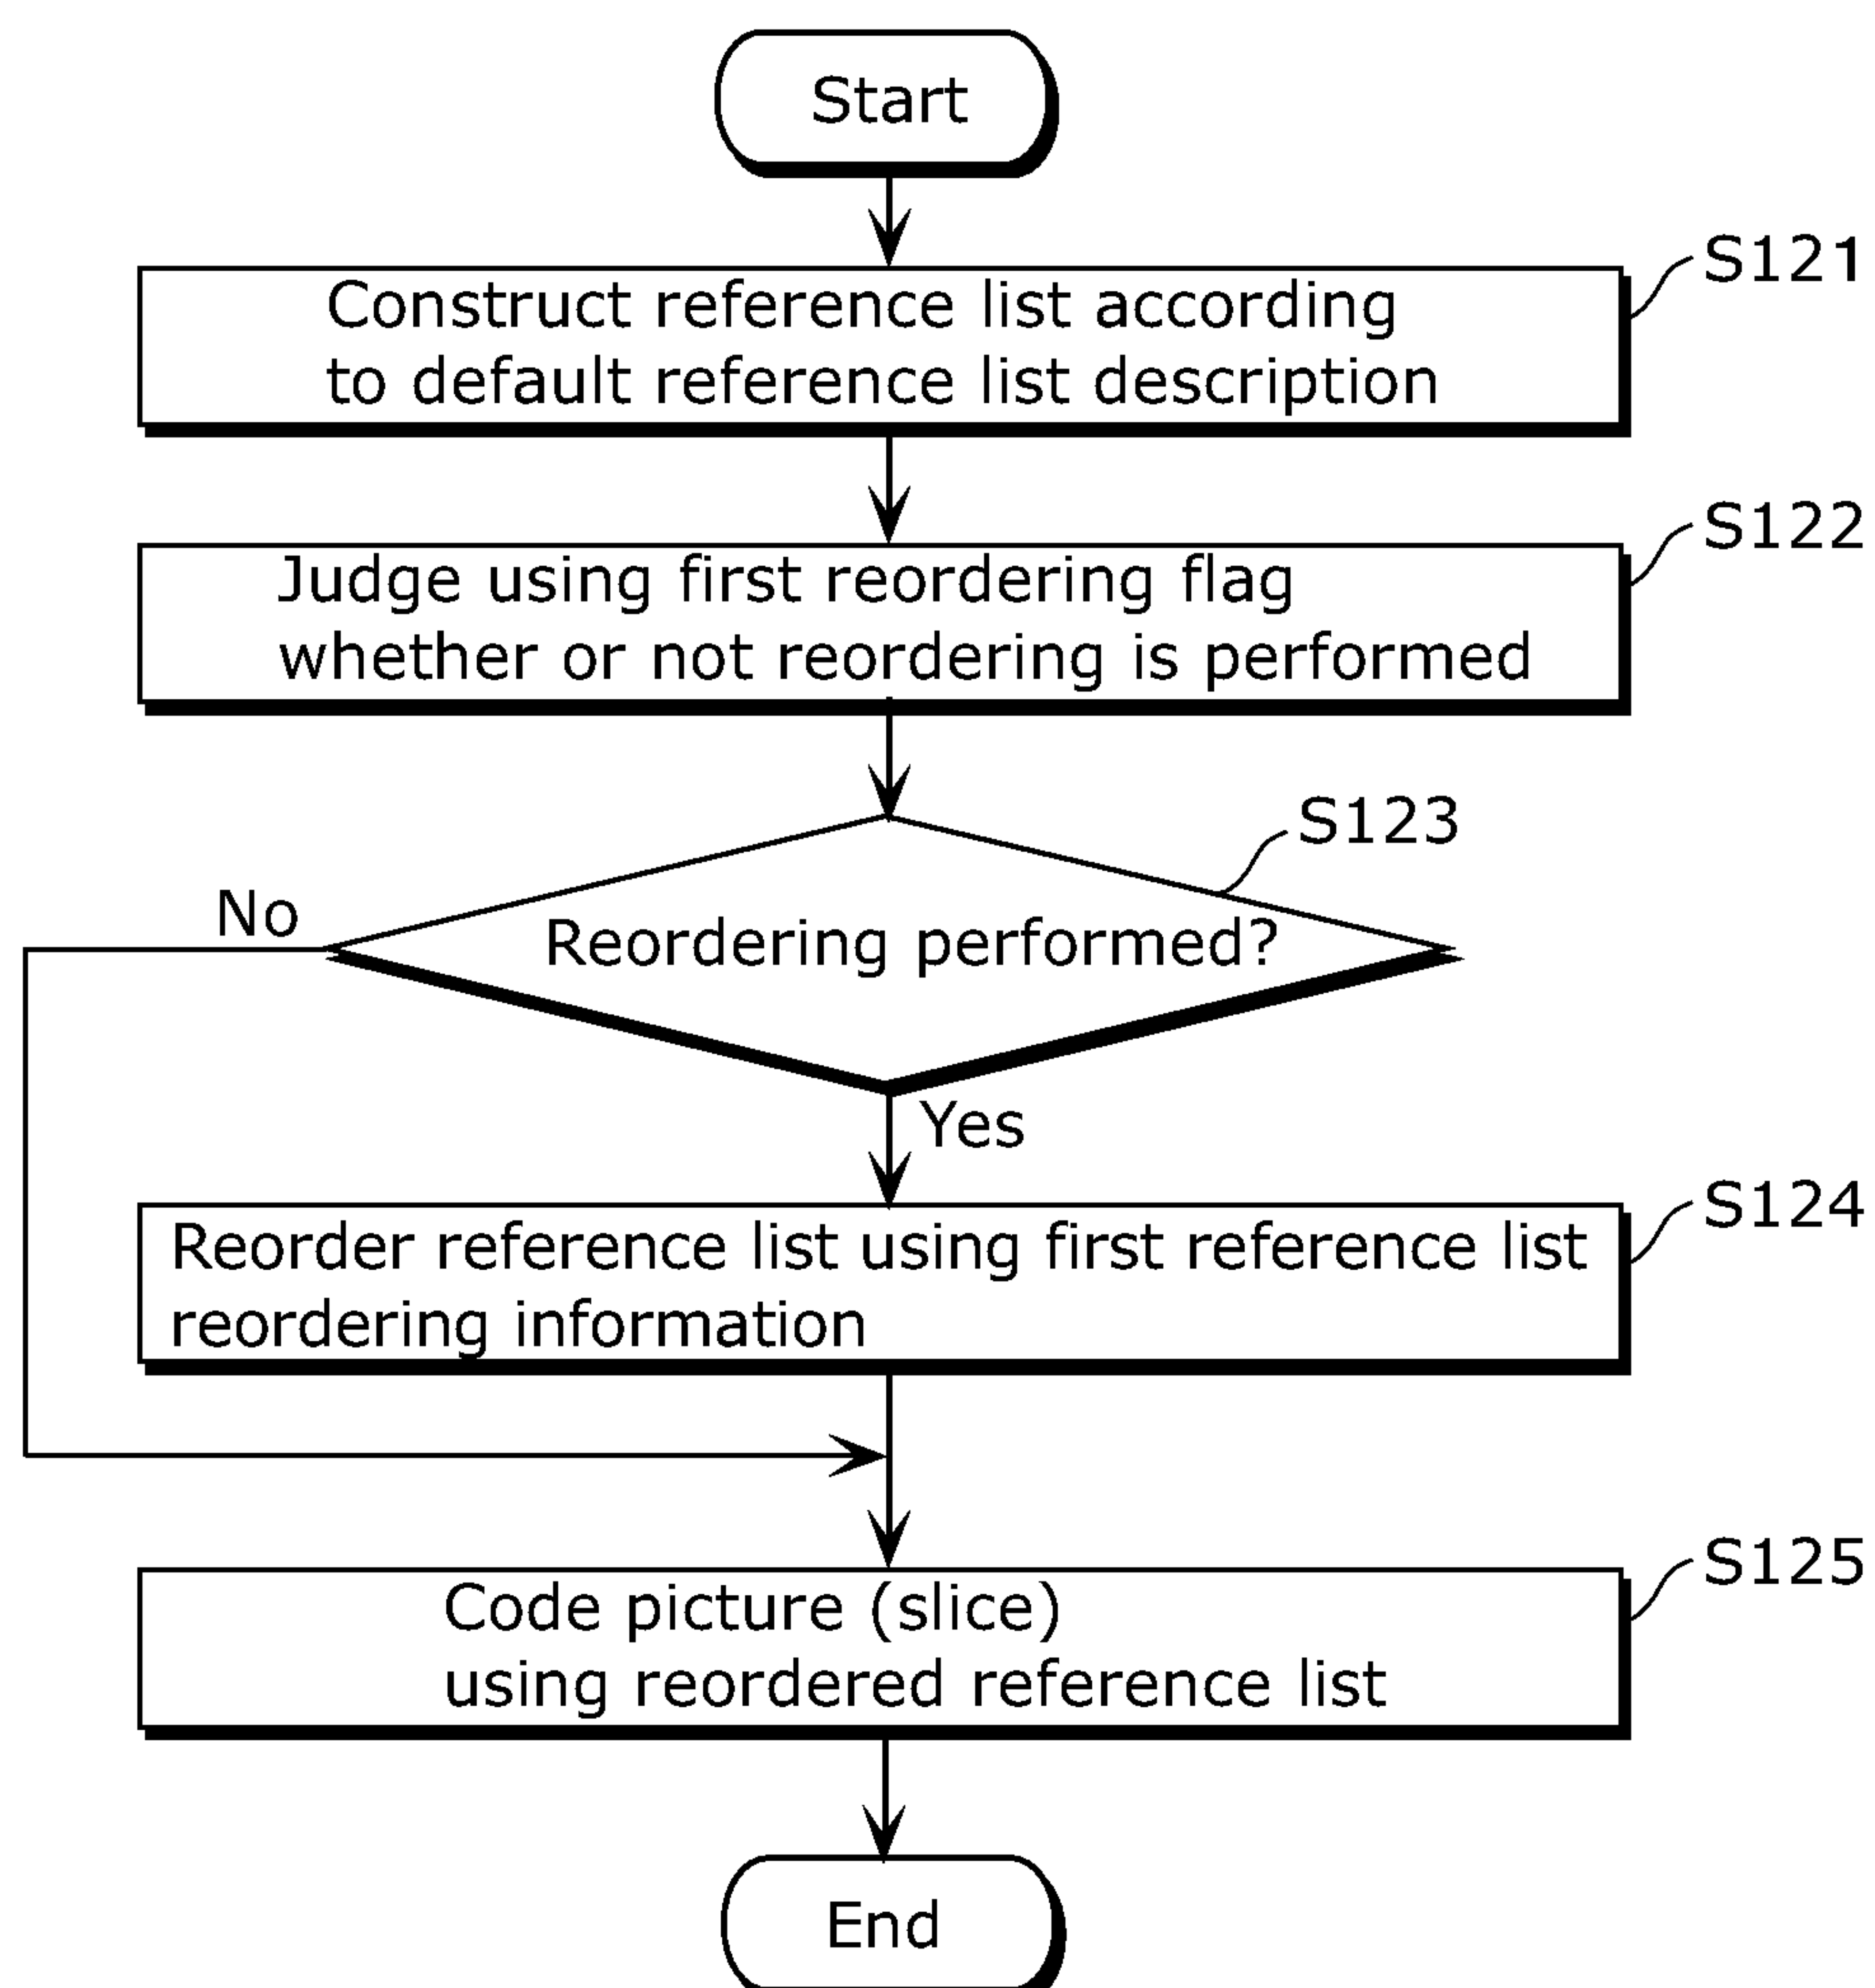 Start
S121
Construct reference list according
to default reference list description
S122
Judge using first reordering flag
whether or not reordering is performed
S123
No
Reordering performed?
Yes
S124
Reorder reference list using first reference list
reordering information
S125
Code picture (slice)
using reordered reference list
End